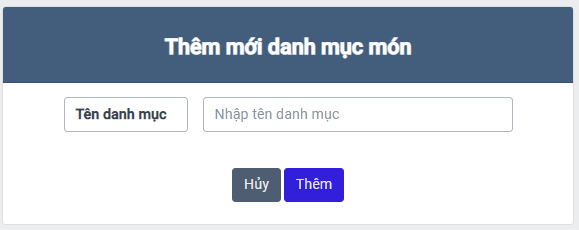 Thêm mới danh mục món
Tên danh mục Nhập tên danh mục
Hủy Thêm